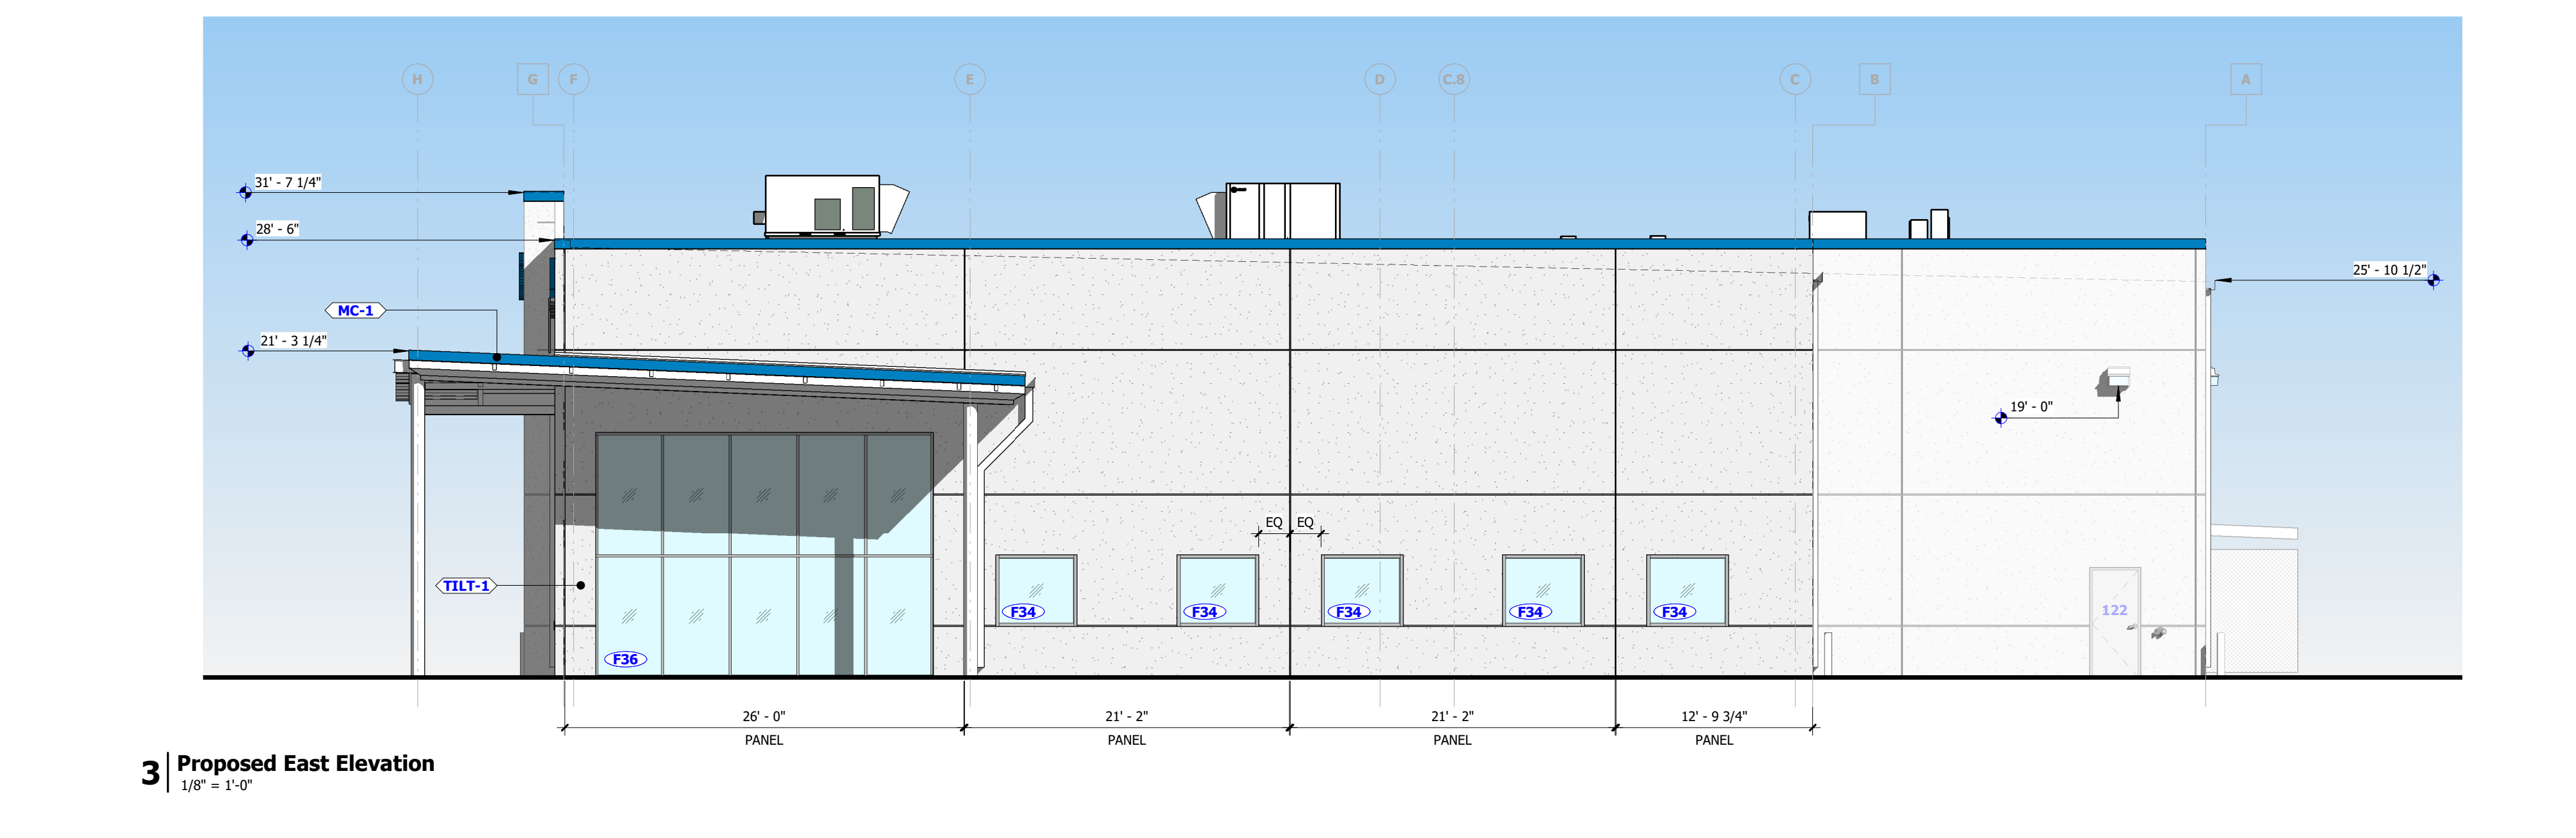 H G F E D C.8 C B A
31' - 7 1/4"
28' - 6"
25' - 10 1/2"
MC-1
21' - 3 1/4"
19' - 0"
EQ EQ
TILT-1
F34 F34 F34 F34 F34
122
F36
26' - 0" 21' - 2" 21' - 2" 12' - 9 3/4"
PANEL PANEL PANEL PANEL
3 Proposed East Elevation
1/8" = 1'-0"